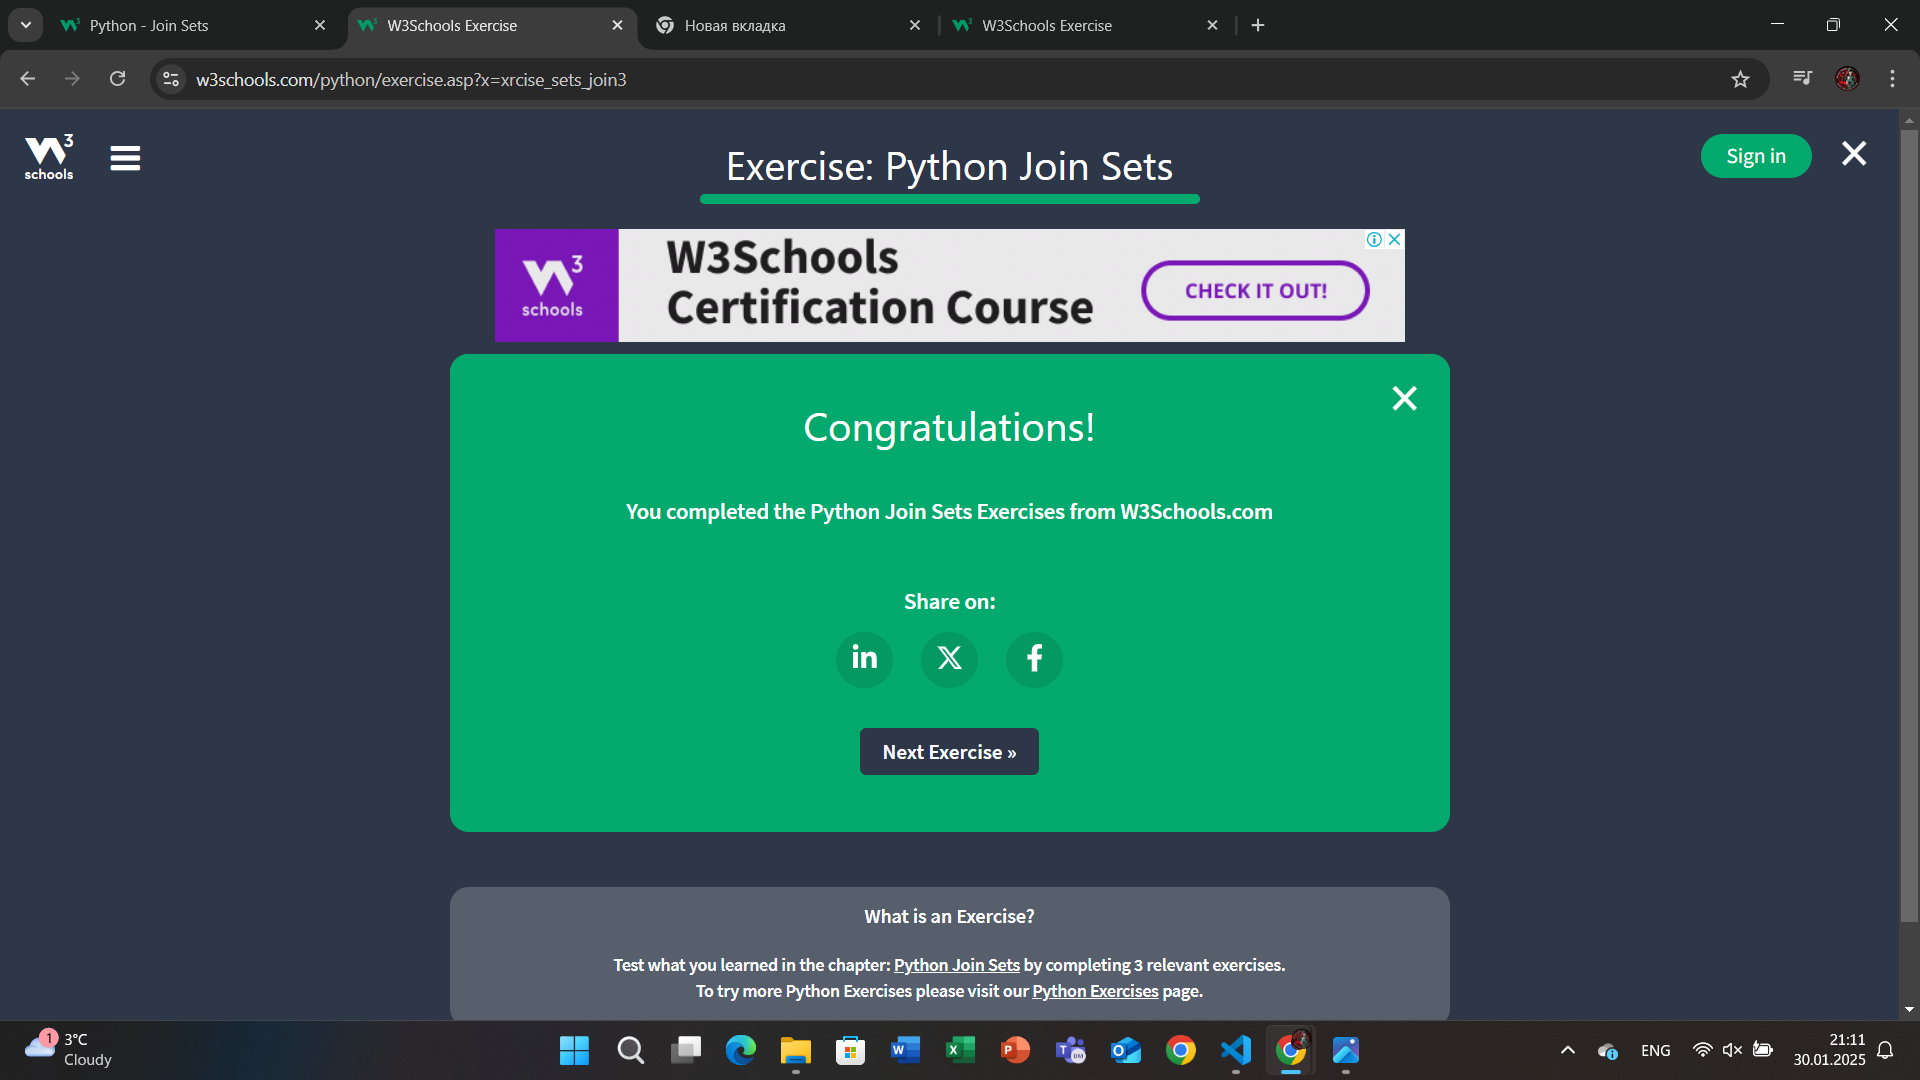 Python - Join Sets
W3Schools Exercise
Новая вкладка
W3Schools Exercise
w3schools.com/python/exercise.asp?x=xrcise_sets_join3
W3 schools
Exercise: Python Join Sets
Sign in
W3 schools
W3Schools
Certification Course
CHECK IT OUT!
Congratulations!
You completed the Python Join Sets Exercises from W3Schools.com
Share on:
in
X
f
Next Exercise »
What is an Exercise?
Test what you learned in the chapter: Python Join Sets by completing 3 relevant exercises.
To try more Python Exercises please visit our Python Exercises page.
1
3°C
Cloudy
ENG
21:11
30.01.2025